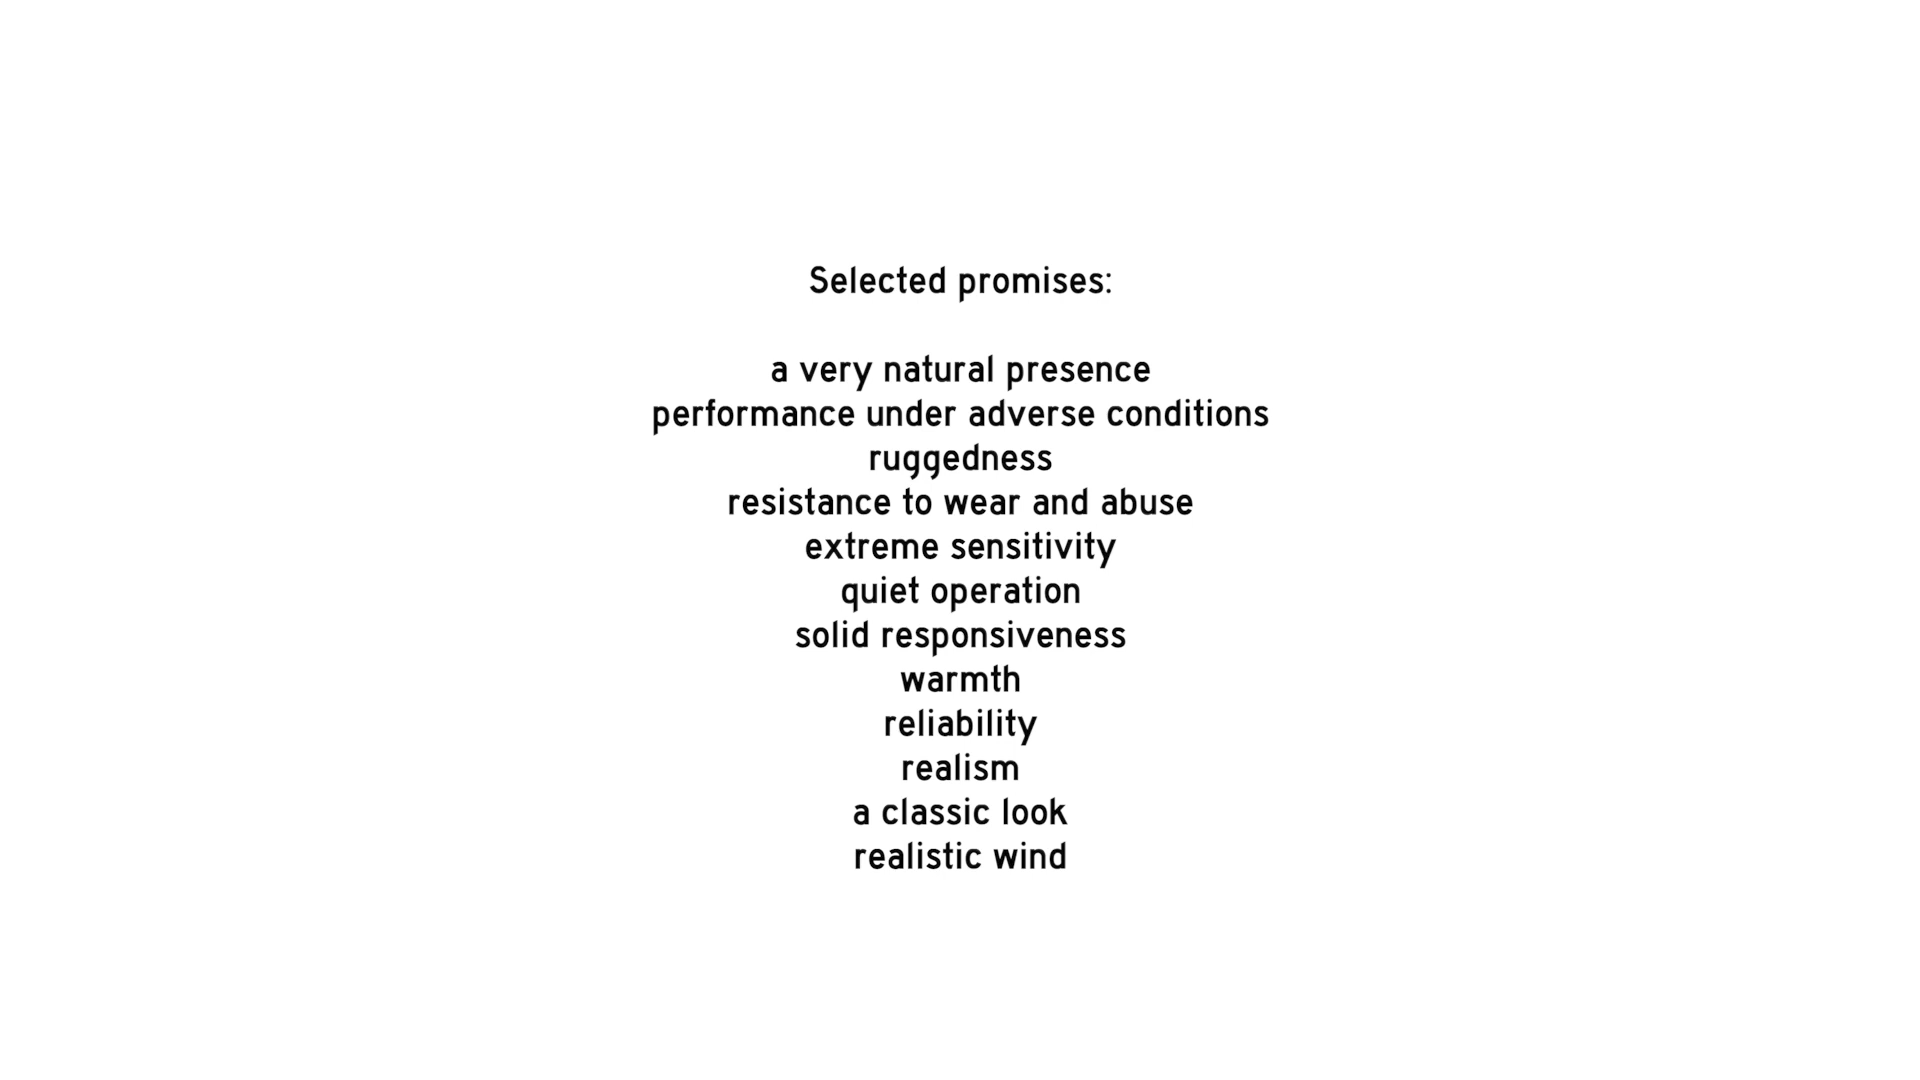 Selected promises:
a very natural presence
performance under adverse conditions
ruggedness
resistance to wear and abuse
extreme sensitivity
quiet operation
solid responsiveness
warmth
reliability
realism
a classic look
realistic wind